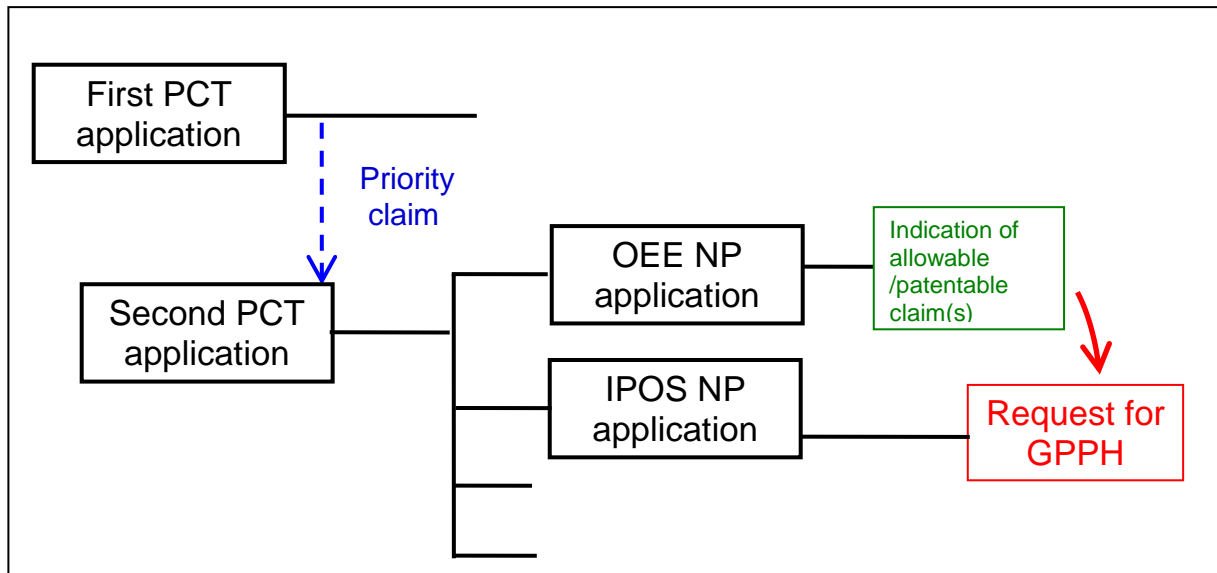 First PCT
application
Priority
claim
Second PCT
application
OEE NP
application
Indication of
allowable
/patentable
claim(s)
IPOS NP
application
Request for
GPPH